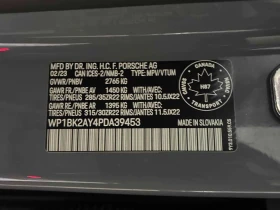 MFD BY DR. ING. H.C. F. PORSCHE AG
02/23 CAN ICES-2/NMB-2 TYPE: MPV/VTUM
GVWR/PNBV 2765 KG
GAWR FR/PNBE AV 1450 KG WITH/AVEC:
TIRES/PNEUS 285/35ZR22 RIMS/JANTES 10.5JX22
GAWR RR/PNBE AR 1395 KG WITH/AVEC:
TIRES/PNEUS 315/30ZR22 RIMS/JANTES 11.5JX22
WP1BK2AY4PDA39453 MADE IN SLOVAKIA
CANADA
TRANSPORT